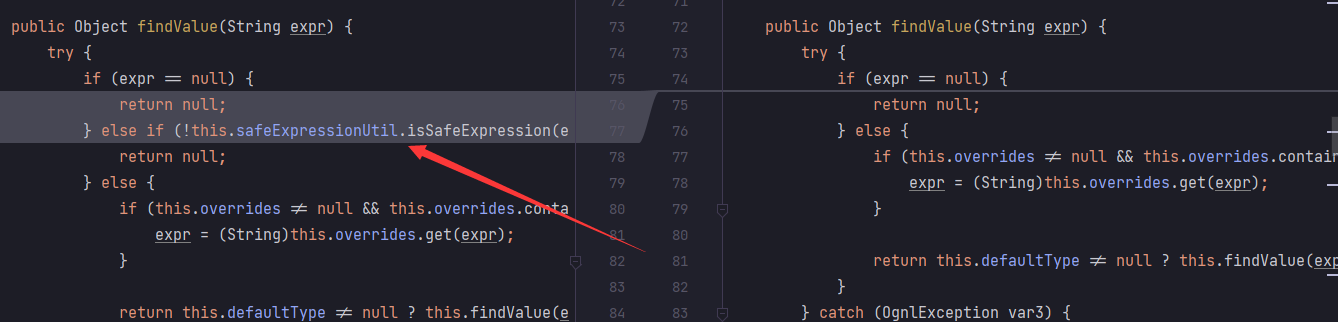 72 71
public Object findValue(String expr) { 73 72 public Object findValue(String expr) {
try { 74 73 try {
if (expr == null) { 75 74 if (expr == null) {
return null; 76 75 return null;
} else if (!this.safeExpressionUtil.isSafeExpression(e 77 76 } else {
return null; 78 77 if (this.overrides ≠ null && this.overrides.contain
} else { 79 78 expr = (String)this.overrides.get(expr);
if (this.overrides ≠ null && this.overrides.conta 80 79 }
expr = (String)this.overrides.get(expr); 81 80
} 82 81 return this.defaultType ≠ null ? this.findValue(exp
83 82 }
return this.defaultType ≠ null ? this.findValue(e 84 83 } catch (OgnlException var3) {